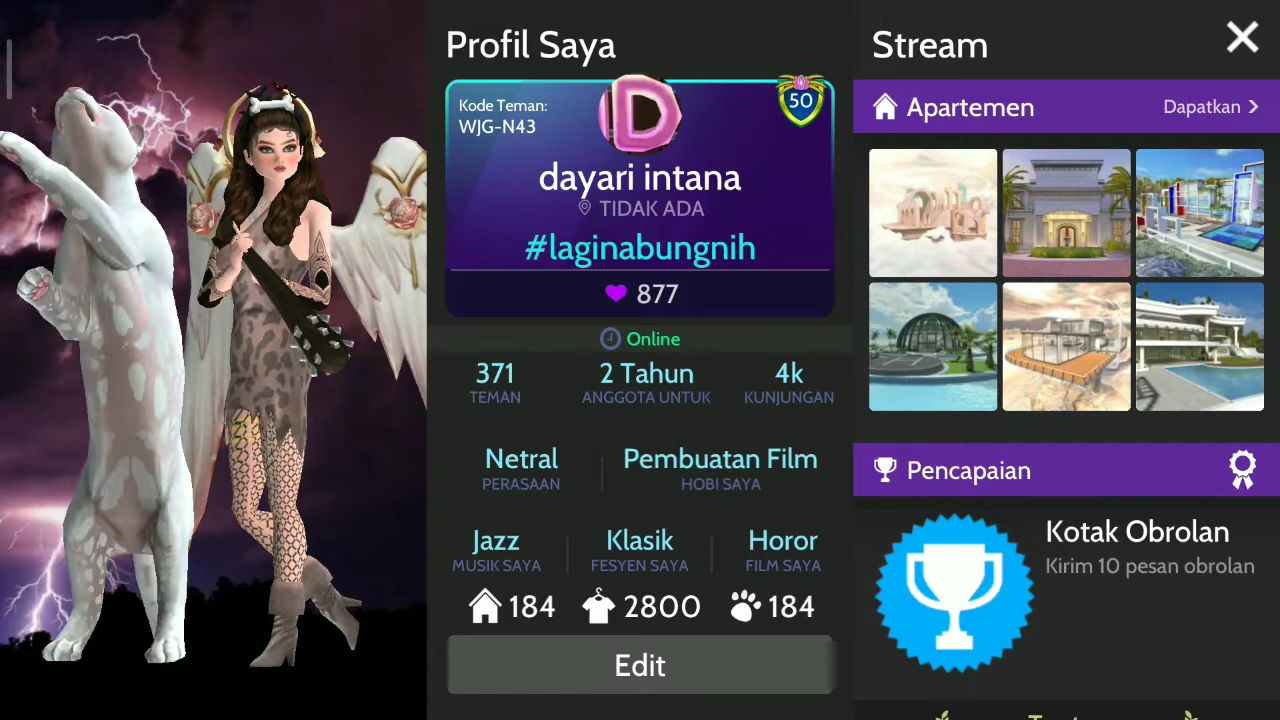 Profil Saya
Kode Teman:
WJG-N43
D
50
dayari intana
TIDAK ADA
#laginabungnih
877
Online
371
TEMAN
2 Tahun
ANGGOTA UNTUK
4k
KUNJUNGAN
Netral
PERASAAN
Pembuatan Film
HOBI SAYA
Jazz
MUSIK SAYA
Klasik
FESYEN SAYA
Horor
FILM SAYA
184
2800
184
Edit
Stream
Apartemen
Dapatkan >
Pencapaian
Kotak Obrolan
Kirim 10 pesan obrolan